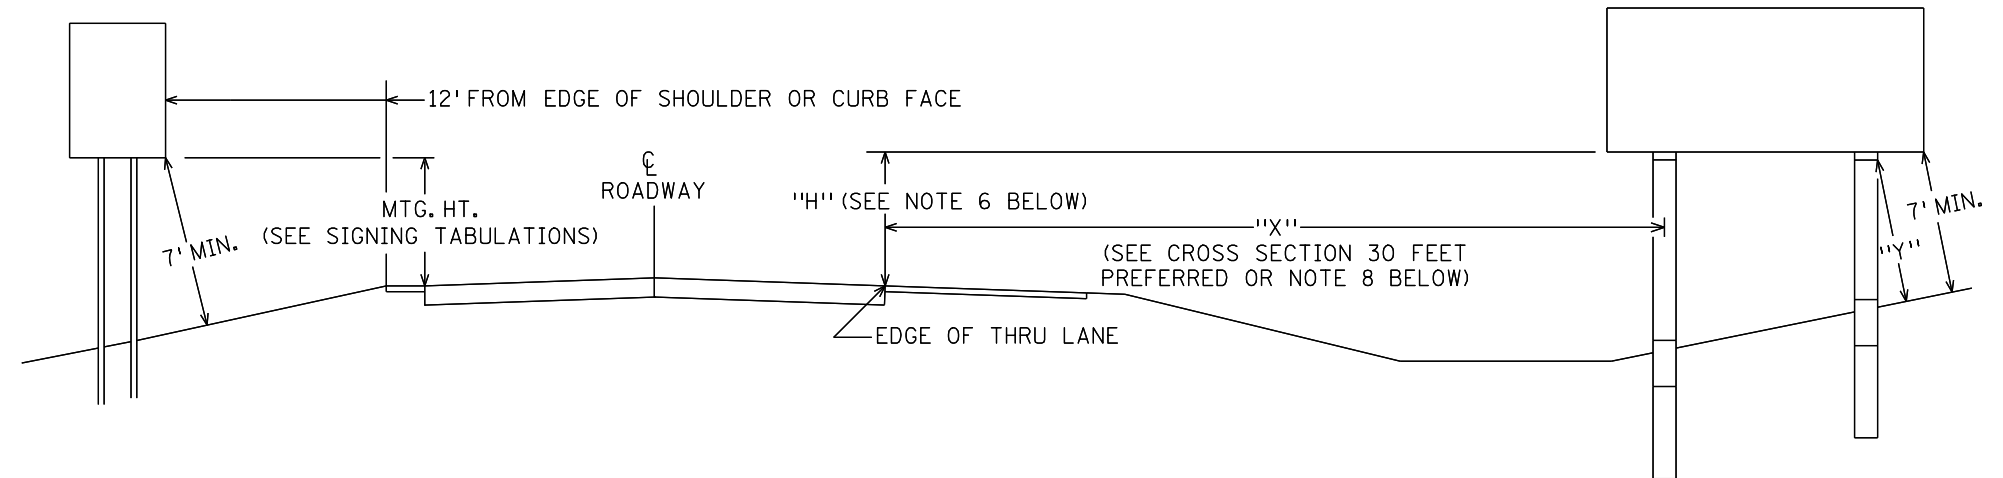 12' FROM EDGE OF SHOULDER OR CURB FACE
℄
ROADWAY
MTG. HT.
(SEE SIGNING TABULATIONS)
7' MIN.
"H" (SEE NOTE 6 BELOW)
"X"
(SEE CROSS SECTION 30 FEET
PREFERRED OR NOTE 8 BELOW)
EDGE OF THRU LANE
"Y"
7' MIN.